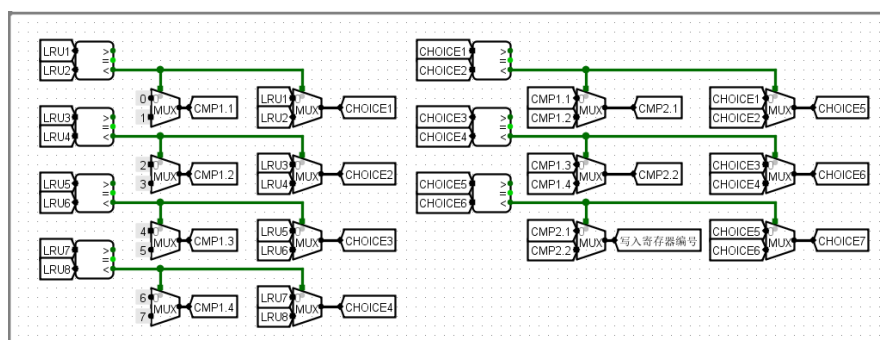 LRU1
LRU2
>
=
<
0
1
MUX
CMP1.1
LRU1
LRU2
MUX
CHOICE1
LRU3
LRU4
>
=
<
2
3
MUX
CMP1.2
LRU3
LRU4
MUX
CHOICE2
LRU5
LRU6
>
=
<
4
5
MUX
CMP1.3
LRU5
LRU6
MUX
CHOICE3
LRU7
LRU8
>
=
<
6
7
MUX
CMP1.4
LRU7
LRU8
MUX
CHOICE4
CHOICE1
CHOICE2
>
=
<
CMP1.1
CMP1.2
MUX
CMP2.1
CHOICE1
CHOICE2
MUX
CHOICE5
CHOICE3
CHOICE4
>
=
<
CMP1.3
CMP1.4
MUX
CMP2.2
CHOICE3
CHOICE4
MUX
CHOICE6
CHOICE5
CHOICE6
>
=
<
CMP2.1
CMP2.2
MUX
写入寄存器编号
CHOICE5
CHOICE6
MUX
CHOICE7